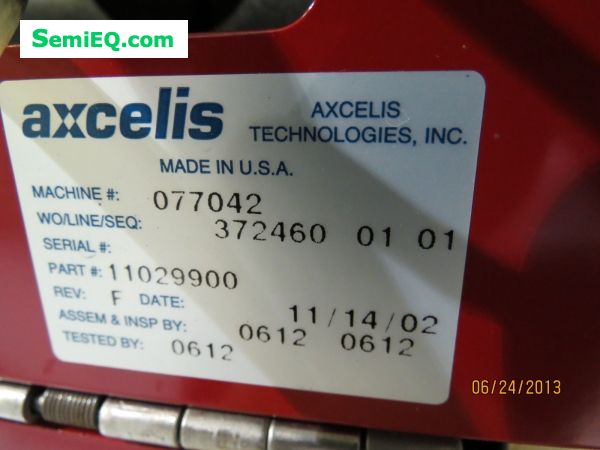 SemiEQ.com
axcelis
AXCELIS
TECHNOLOGIES, INC.
MADE IN U.S.A.
MACHINE #: 077042
WO/LINE/SEQ: 372460 01 01
SERIAL #:
PART #: 11029900
REV: F DATE: 11/14/02
ASSEM & INSP BY: 0612 0612
TESTED BY: 0612
06/24/2013